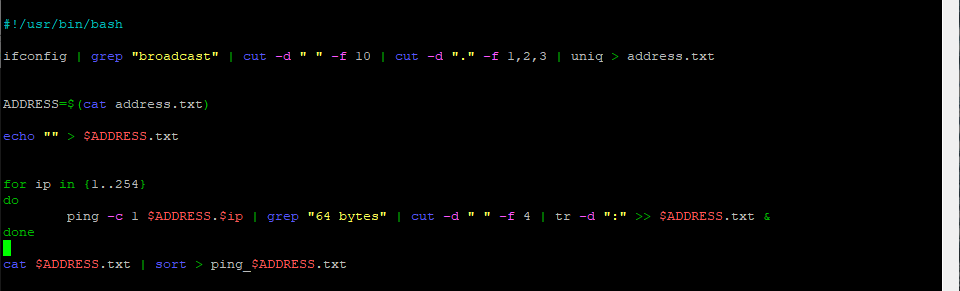 #!/usr/bin/bash
ifconfig | grep "broadcast" | cut -d " " -f 10 | cut -d "." -f 1,2,3 | uniq > address.txt
ADDRESS=$(cat address.txt)
echo "" > $ADDRESS.txt
for ip in {1..254}
do
        ping -c 1 $ADDRESS.$ip | grep "64 bytes" | cut -d " " -f 4 | tr -d ":" >> $ADDRESS.txt &
done
cat $ADDRESS.txt | sort > ping_$ADDRESS.txt